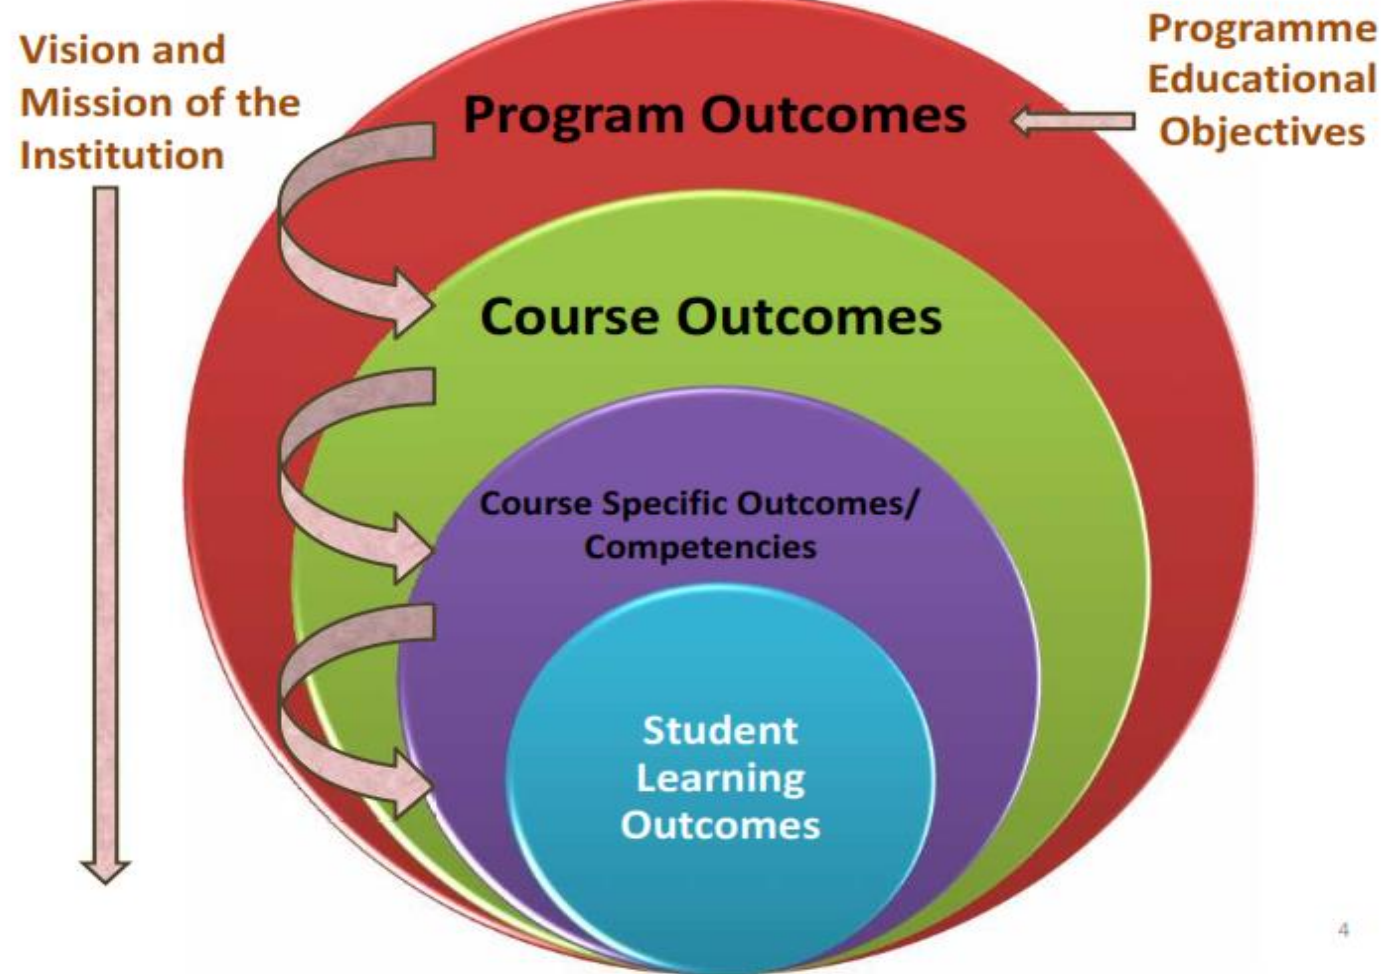 Vision and
Mission of the
Institution
Programme
Educational
Objectives
Program Outcomes
Course Outcomes
Course Specific Outcomes/
Competencies
Student
Learning
Outcomes
4